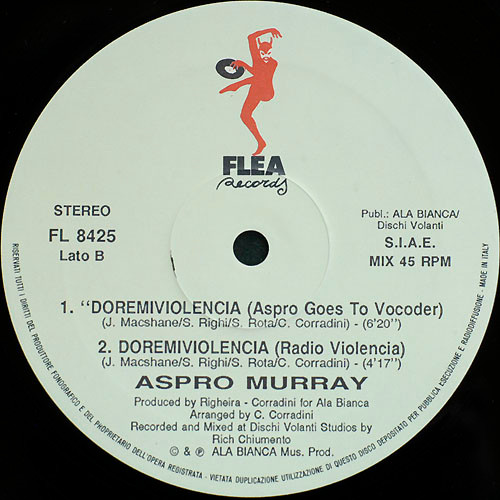 FLEA
Records
STEREO
FL 8425
Lato B
Publ.: ALA BIANCA/
Dischi Volanti
S.I.A.E.
MIX 45 RPM
1. “DOREMIVIOLENCIA (Aspro Goes To Vocoder)
(J. Macshane/S. Righi/S. Rota/C. Corradini) - (6'20'')
2. DOREMIVIOLENCIA (Radio Violencia)
(J. Macshane/S. Righi/S. Rota/C. Corradini) - (4'17'')
ASPRO MURRAY
Produced by Righeira - Corradini for Ala Bianca
Arranged by C. Corradini
Recorded and Mixed at Dischi Volanti Studios by
Rich Chiumento
© & ℗ ALA BIANCA Mus. Prod.
RISERVATI TUTTI I DIRITTI DEL PRODUTTORE FONOGRAFICO E DEL PROPRIETARIO DELL'OPERA REGISTRATA - VIETATA DUPLICAZIONE UTILIZZAZIONE DI QUESTO DISCO DEPOSITATO PER PUBBLICA ESECUZIONE E RADIODIFFUSIONE - MADE IN ITALY